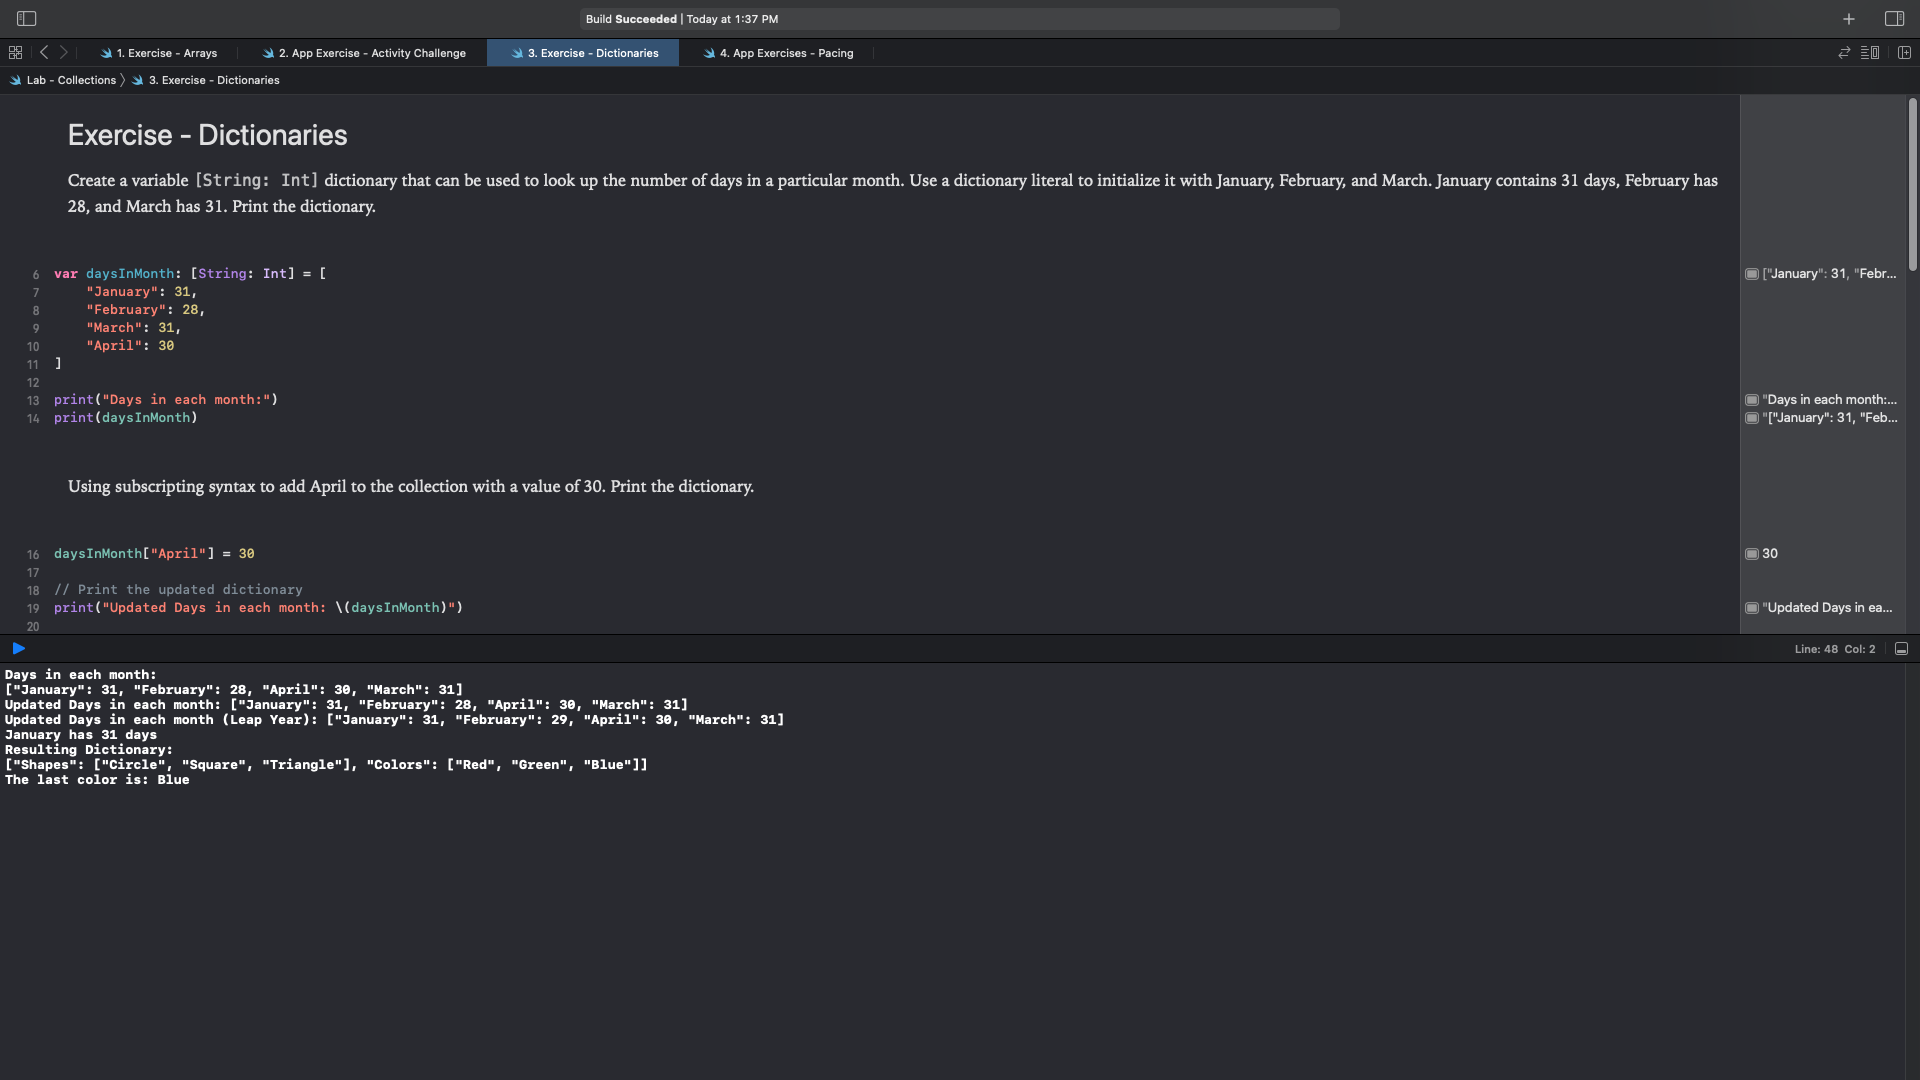 Build Succeeded | Today at 1:37 PM
1. Exercise - Arrays
2. App Exercise - Activity Challenge
3. Exercise - Dictionaries
4. App Exercises - Pacing
Lab - Collections
3. Exercise - Dictionaries
Exercise - Dictionaries
Create a variable [String: Int] dictionary that can be used to look up the number of days in a particular month. Use a dictionary literal to initialize it with January, February, and March. January contains 31 days, February has
28, and March has 31. Print the dictionary.
6 var daysInMonth: [String: Int] = [
["January": 31, "Febr...
7 "January": 31,
8 "February": 28,
9 "March": 31,
10 "April": 30
11 ]
12
13 print("Days in each month:")
"Days in each month:...
14 print(daysInMonth)
"["January": 31, "Feb...
Using subscripting syntax to add April to the collection with a value of 30. Print the dictionary.
16 daysInMonth["April"] = 30
30
17
18 // Print the updated dictionary
19 print("Updated Days in each month: \(daysInMonth)")
"Updated Days in ea...
20
Line: 48 Col: 2
Days in each month:
["January": 31, "February": 28, "April": 30, "March": 31]
Updated Days in each month: ["January": 31, "February": 28, "April": 30, "March": 31]
Updated Days in each month (Leap Year): ["January": 31, "February": 29, "April": 30, "March": 31]
January has 31 days
Resulting Dictionary:
["Shapes": ["Circle", "Square", "Triangle"], "Colors": ["Red", "Green", "Blue"]]
The last color is: Blue